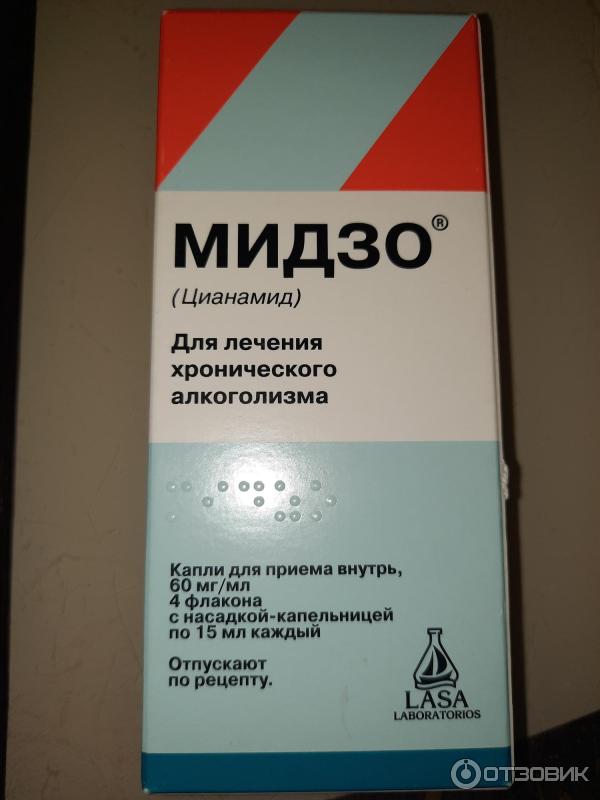 МИДЗО®
(Цианамид)
Для лечения
хронического
алкоголизма
Капли для приема внутрь,
60 мг/мл
4 флакона
с насадкой-капельницей
по 15 мл каждый
Отпускают
по рецепту.
LASA
LABORATORIOS
ОТЗОВИК